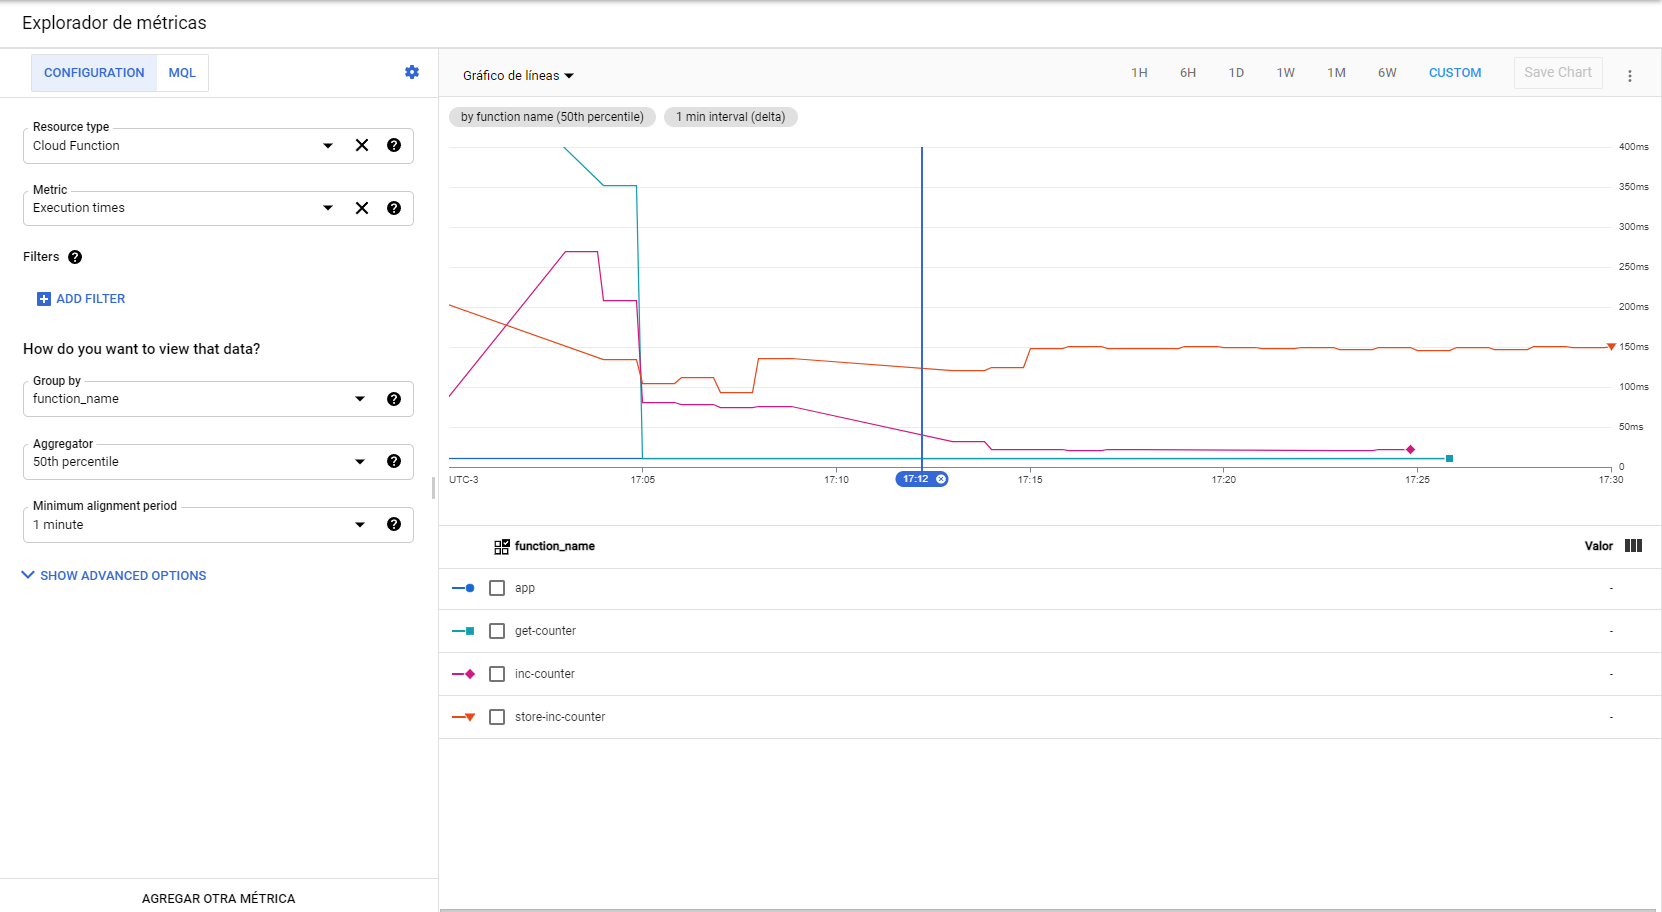 Explorador de métricas
CONFIGURATION MQL
Resource type
Cloud Function
Metric
Execution times
Filters
ADD FILTER
How do you want to view that data?
Group by
function_name
Aggregator
50th percentile
Minimum alignment period
1 minute
SHOW ADVANCED OPTIONS
AGREGAR OTRA MÉTRICA
Gráfico de líneas
1H 6H 1D 1W 1M 6W CUSTOM Save Chart
by function name (50th percentile) 1 min interval (delta)
400ms
350ms
300ms
250ms
200ms
150ms
100ms
50ms
0
UTC-3 17:05 17:10 17:12 17:15 17:20 17:25 17:30
function_name Valor
app -
get-counter -
inc-counter -
store-inc-counter -